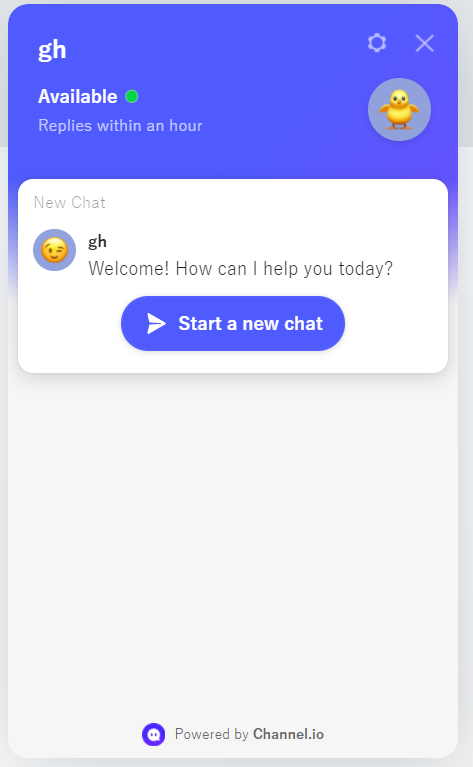 gh
Available
Replies within an hour
New Chat
gh
Welcome! How can I help you today?
Start a new chat
Powered by Channel.io